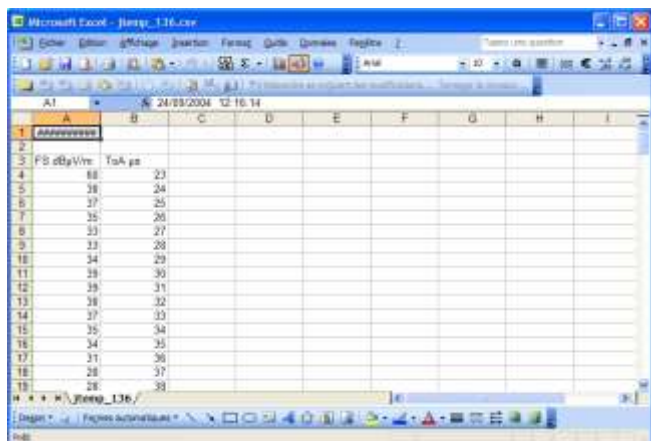 Microsoft Excel - jtemp_136.csv
Fichier Edition Affichage Insertion Format Outils Données Fenêtre ?
Arial 10
A1 24/09/2004 12:16:14
A B C D E F G H I
1 ##########
2
3 FS dBµV/m ToA µs
4 60 23
5 38 24
6 37 25
7 35 26
8 33 27
9 33 28
10 34 29
11 39 30
12 39 31
13 38 32
14 37 33
15 35 34
16 34 35
17 31 36
18 28 37
19 28 38
jtemp_136
Dessin Formes automatiques
Prêt